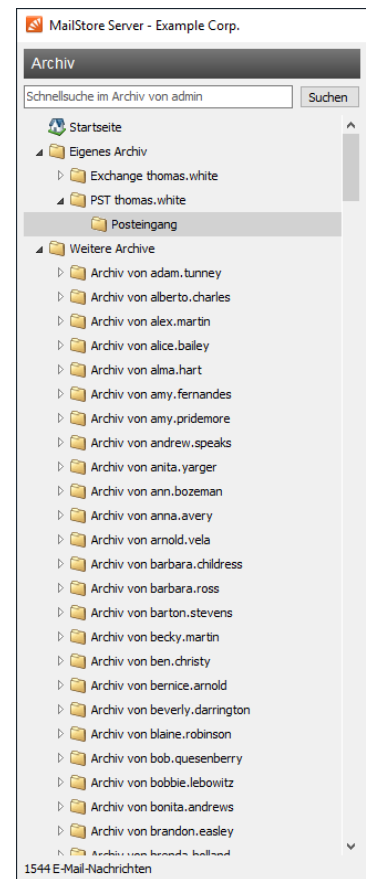 MailStore Server - Example Corp.
Archiv
Schnellsuche im Archiv von admin Suchen
Startseite
Eigenes Archiv
Exchange thomas.white
PST thomas.white
Posteingang
Weitere Archive
Archiv von adam.tunney
Archiv von alberto.charles
Archiv von alex.martin
Archiv von alice.bailey
Archiv von alma.hart
Archiv von amy.fernandes
Archiv von amy.pridemore
Archiv von andrew.speaks
Archiv von anita.yarger
Archiv von ann.bozeman
Archiv von anna.avery
Archiv von arnold.vela
Archiv von barbara.childress
Archiv von barbara.ross
Archiv von barton.stevens
Archiv von becky.martin
Archiv von ben.christy
Archiv von bernice.arnold
Archiv von beverly.darrington
Archiv von blaine.robinson
Archiv von bob.quesenberry
Archiv von bobbie.lebowitz
Archiv von bonita.andrews
Archiv von brandon.easley
Archiv von brenda.holland
1544 E-Mail-Nachrichten